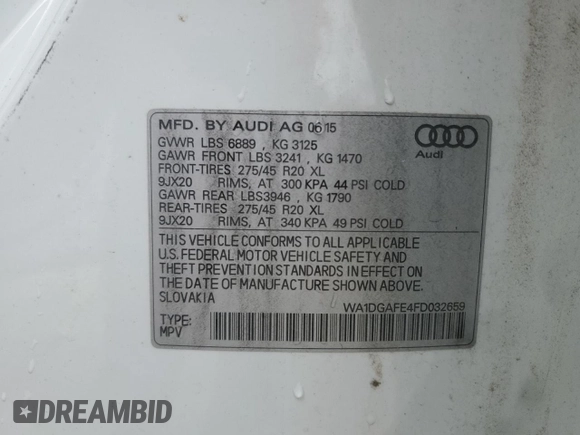 MFD. BY AUDI AG 06 15
GVWR LBS 6889 , KG 3125
GAWR FRONT LBS 3241 , KG 1470
FRONT-TIRES 275/45 R20 XL
9JX20 RIMS, AT 300 KPA 44 PSI COLD
GAWR REAR LBS3946 , KG 1790
REAR-TIRES 275/45 R20 XL
9JX20 RIMS, AT 340 KPA 49 PSI COLD
Audi
THIS VEHICLE CONFORMS TO ALL APPLICABLE
U.S. FEDERAL MOTOR VEHICLE SAFETY AND
THEFT PREVENTION STANDARDS IN EFFECT ON
THE DATE OF MANUFACTURE SHOWN ABOVE.
SLOVAKIA
WA1DGAFE4FD032659
TYPE:
MPV
DREAMBID